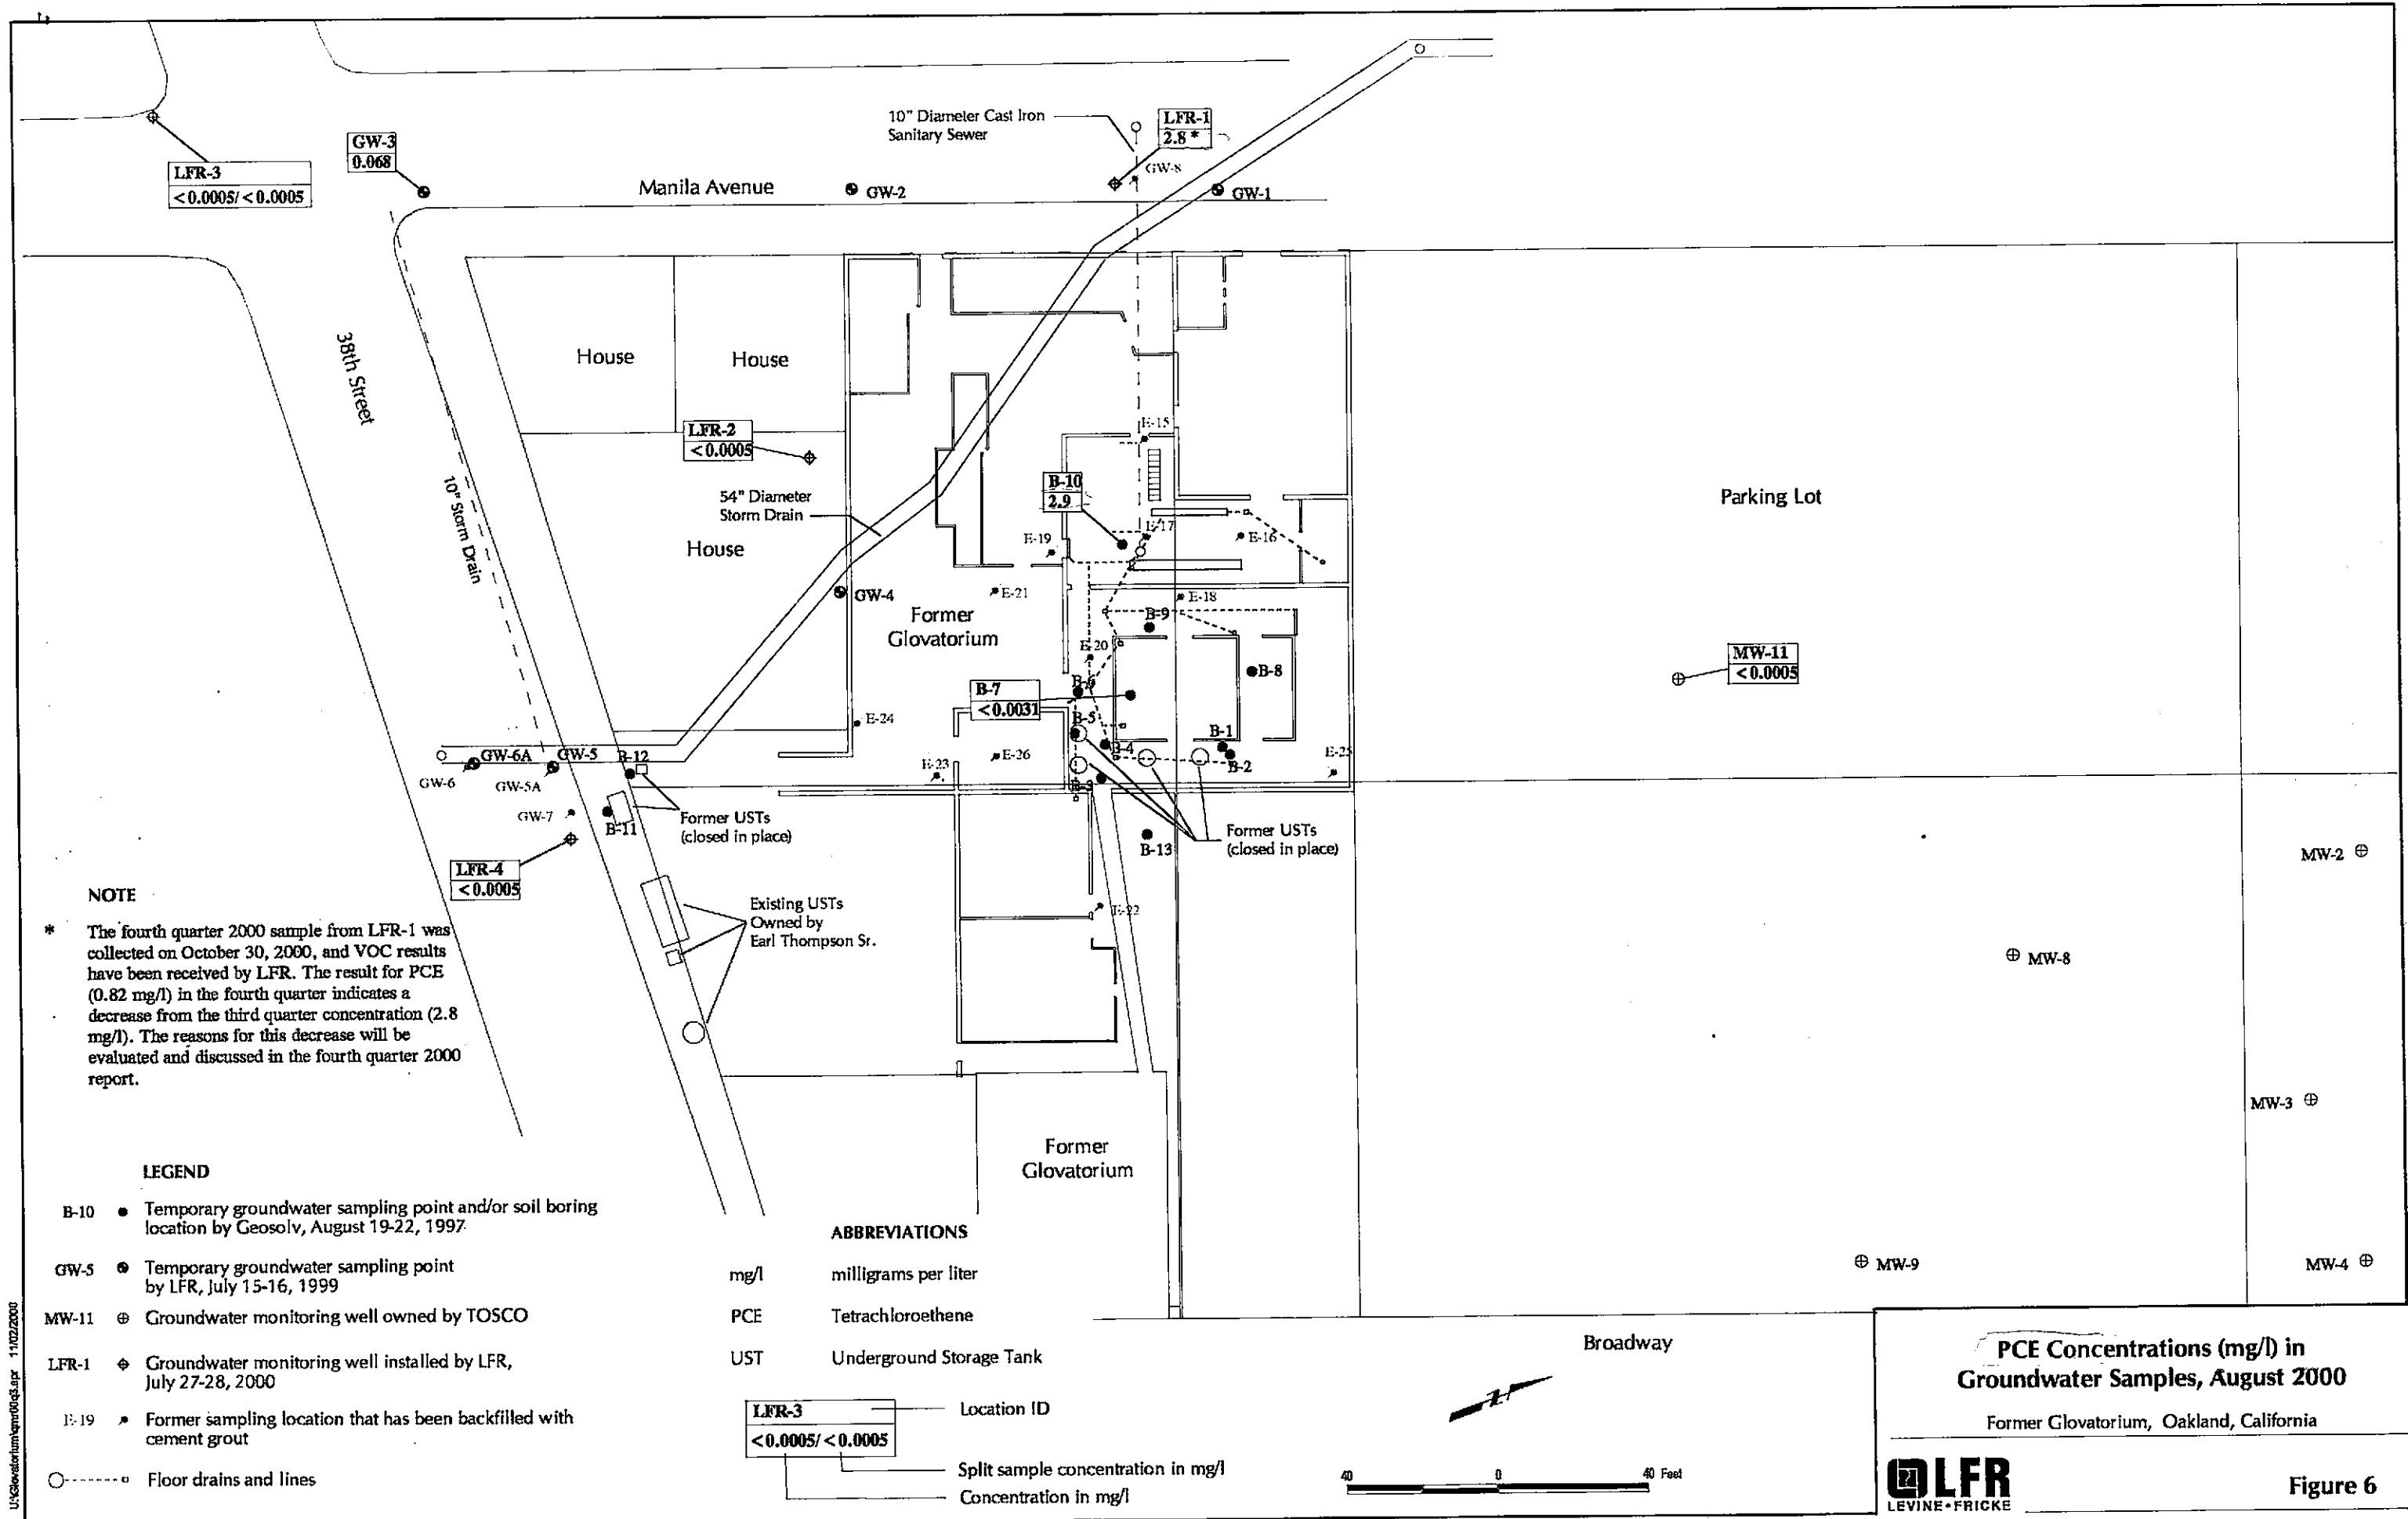 10" Diameter Cast Iron
Sanitary Sewer
LFR-1
2.8 *
GW-8
GW-3
0.068
LFR-3
<0.0005/<0.0005
Manila Avenue
GW-2
GW-1
38th Street
House
House
LFR-2
<0.0005
E-15
B-10
2.9
54" Diameter
Storm Drain
Parking Lot
10" Storm Drain
House
E-19
E-17
E-16
GW-4
E-21
E-18
Former
Glovatorium
B-9
E-20
B-8
MW-11
<0.0005
B-6
B-7
<0.0031
B-5
E-24
B-4
B-1
B-2
E-25
GW-6A
GW-5
B-12
E-26
E-23
GW-6
GW-5A
B-3
GW-7
B-11
Former USTs
(closed in place)
B-13
Former USTs
(closed in place)
MW-2
LFR-4
<0.0005
E-22
Existing USTs
Owned by
Earl Thompson Sr.
MW-8
NOTE
* The fourth quarter 2000 sample from LFR-1 was
collected on October 30, 2000, and VOC results
have been received by LFR. The result for PCE
(0.82 mg/l) in the fourth quarter indicates a
decrease from the third quarter concentration (2.8
mg/l). The reasons for this decrease will be
evaluated and discussed in the fourth quarter 2000
report.
MW-3
Former
Glovatorium
MW-9
MW-4
LEGEND
B-10 Temporary groundwater sampling point and/or soil boring
location by Geosolv, August 19-22, 1997
GW-5 Temporary groundwater sampling point
by LFR, July 15-16, 1999
MW-11 Groundwater monitoring well owned by TOSCO
LFR-1 Groundwater monitoring well installed by LFR,
July 27-28, 2000
E-19 Former sampling location that has been backfilled with
cement grout
Floor drains and lines
ABBREVIATIONS
mg/l milligrams per liter
PCE Tetrachloroethene
UST Underground Storage Tank
LFR-3
<0.0005/<0.0005
Location ID
Split sample concentration in mg/l
Concentration in mg/l
Broadway
40 0 40 Feet
PCE Concentrations (mg/l) in
Groundwater Samples, August 2000
Former Glovatorium, Oakland, California
LFR
LEVINE•FRICKE
Figure 6
11/02/2000